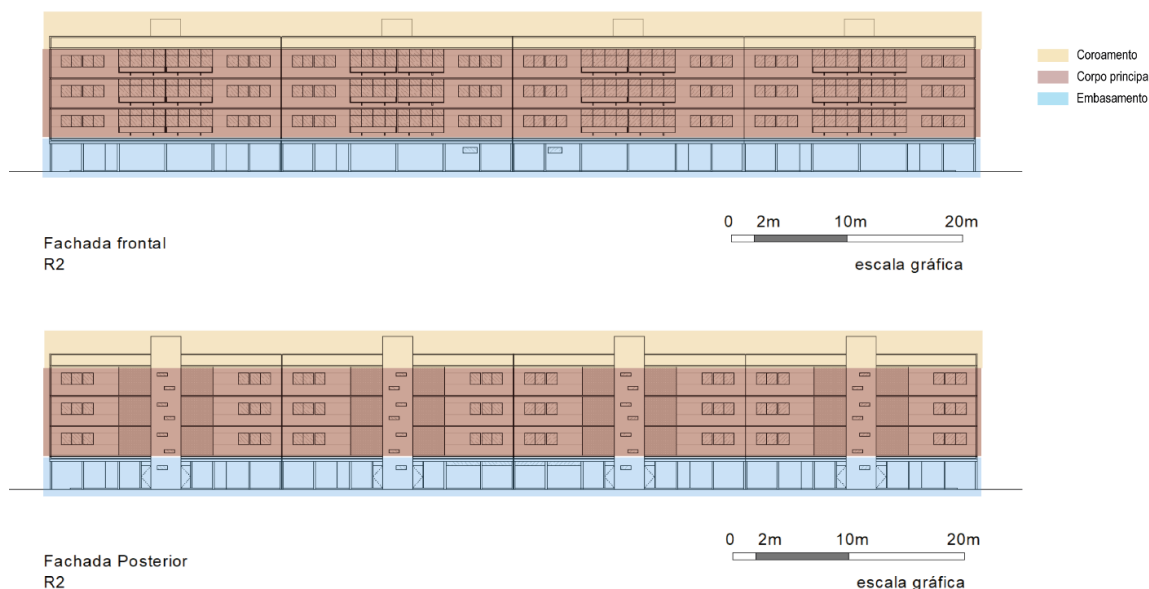 Coroamento
Corpo principa
Embasamento
0 2m 10m 20m
Fachada frontal
R2
escala gráfica
0 2m 10m 20m
Fachada Posterior
R2
escala gráfica